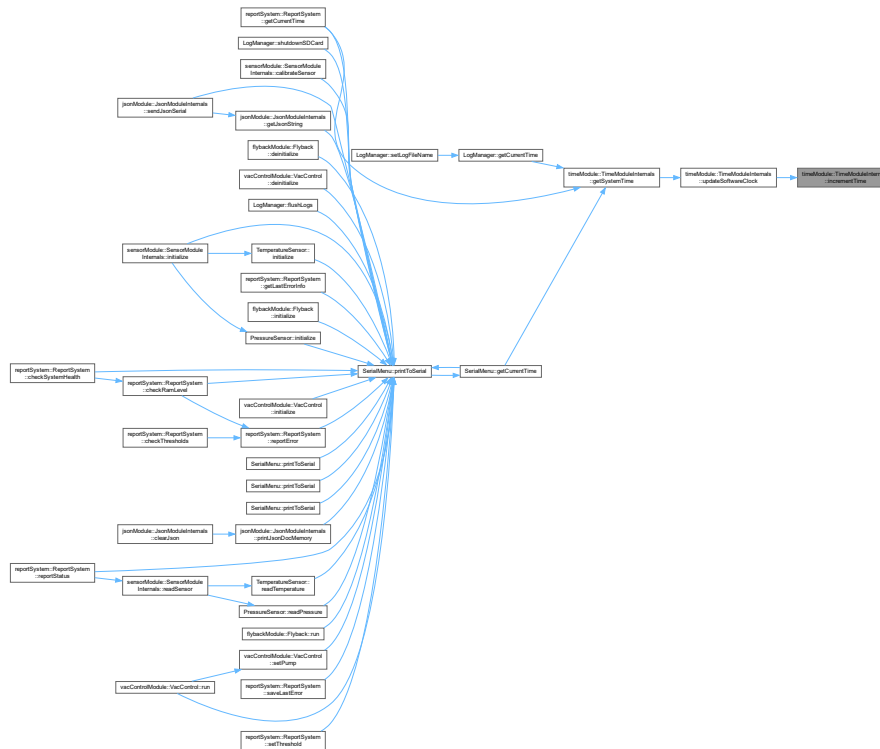 reportSystem::ReportSystem
::getCurrentTime
LogManager::shutdownSDCard
sensorModule::SensorModule
Internals::calibrateSensor
jsonModule::JsonModuleInternals
::sendJsonSerial
jsonModule::JsonModuleInternals
::getJsonString
flybackModule::Flyback
::deinitialize
LogManager::setLogFileName
LogManager::getCurrentTime
timeModule::TimeModuleInternals
::getSystemTime
timeModule::TimeModuleInternals
::updateSoftwareClock
timeModule::TimeModuleInternals
::incrementTime
vacControlModule::VacControl
::deinitialize
LogManager::flushLogs
sensorModule::SensorModule
Internals::initialize
TemperatureSensor::
initialize
reportSystem::ReportSystem
::getLastErrorInfo
flybackModule::Flyback
::initialize
PressureSensor::initialize
reportSystem::ReportSystem
::checkSystemHealth
SerialMenu::printToSerial
SerialMenu::getCurrentTime
reportSystem::ReportSystem
::checkRamLevel
vacControlModule::VacControl
::initialize
reportSystem::ReportSystem
::checkThresholds
reportSystem::ReportSystem
::reportError
SerialMenu::printToSerial
SerialMenu::printToSerial
SerialMenu::printToSerial
jsonModule::JsonModuleInternals
::clearJson
jsonModule::JsonModuleInternals
::printJsonDocMemory
reportSystem::ReportSystem
::reportStatus
sensorModule::SensorModule
Internals::readSensor
TemperatureSensor::
readTemperature
PressureSensor::readPressure
flybackModule::Flyback::run
vacControlModule::VacControl
::setPump
vacControlModule::VacControl::run
reportSystem::ReportSystem
::saveLastError
reportSystem::ReportSystem
::setThreshold